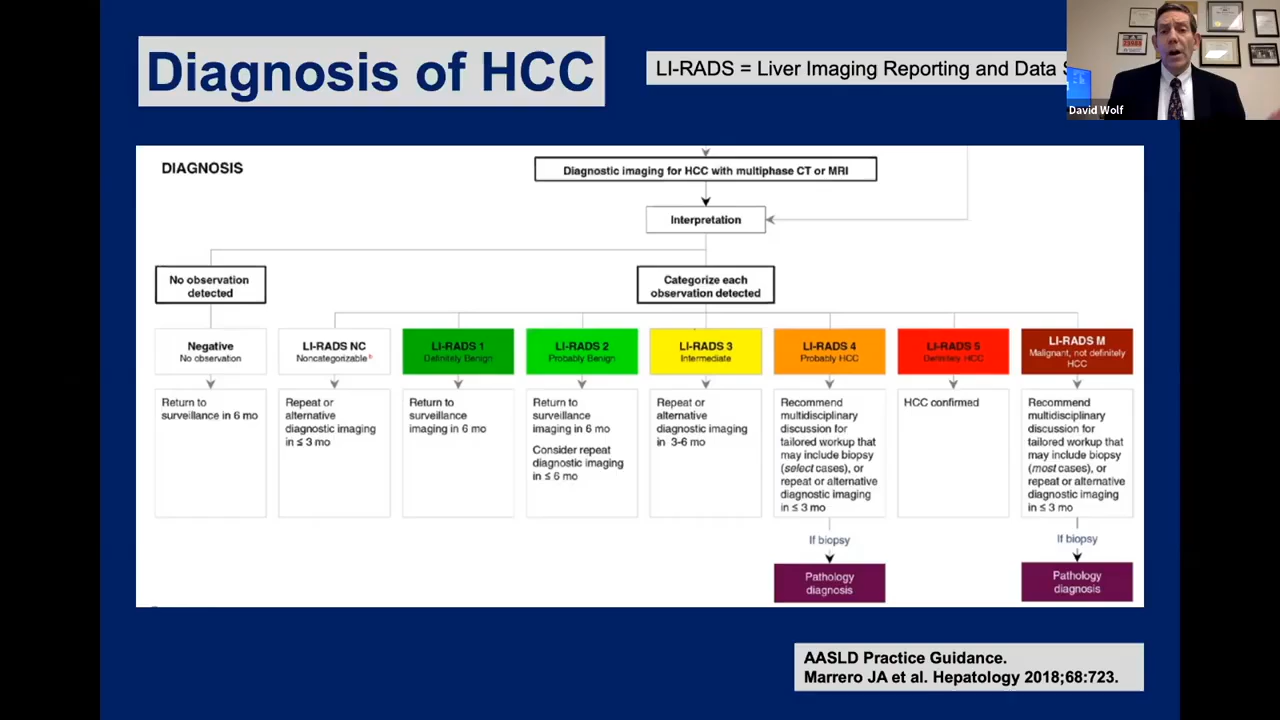 Diagnosis of HCC
LI-RADS = Liver Imaging Reporting and Data
David Wolf
DIAGNOSIS
Diagnostic imaging for HCC with multiphase CT or MRI
Interpretation
No observation
detected
Categorize each
observation detected
Negative
No observation
LI-RADS NC
Noncategorizable
LI-RADS 1
Definitely Benign
LI-RADS 2
Probably Benign
LI-RADS 3
Intermediate
LI-RADS 4
Probably HCC
LI-RADS 5
Definitely HCC
LI-RADS M
Malignant, not definitely
HCC
Return to
surveillance in 6 mo
Repeat or
alternative
diagnostic imaging
in ≤ 3 mo
Return to
surveillance
imaging in 6 mo
Return to
surveillance
imaging in 6 mo
Consider repeat
diagnostic imaging
in ≤ 6 mo
Repeat or
alternative
diagnostic imaging
in 3-6 mo
Recommend
multidisciplinary
discussion for
tailored workup that
may include biopsy
(select cases), or
repeat or alternative
diagnostic imaging
in ≤ 3 mo
HCC confirmed
Recommend
multidisciplinary
discussion for
tailored workup that
may include biopsy
(most cases), or
repeat or alternative
diagnostic imaging
in ≤ 3 mo
If biopsy
If biopsy
Pathology
diagnosis
Pathology
diagnosis
AASLD Practice Guidance.
Marrero JA et al. Hepatology 2018;68:723.